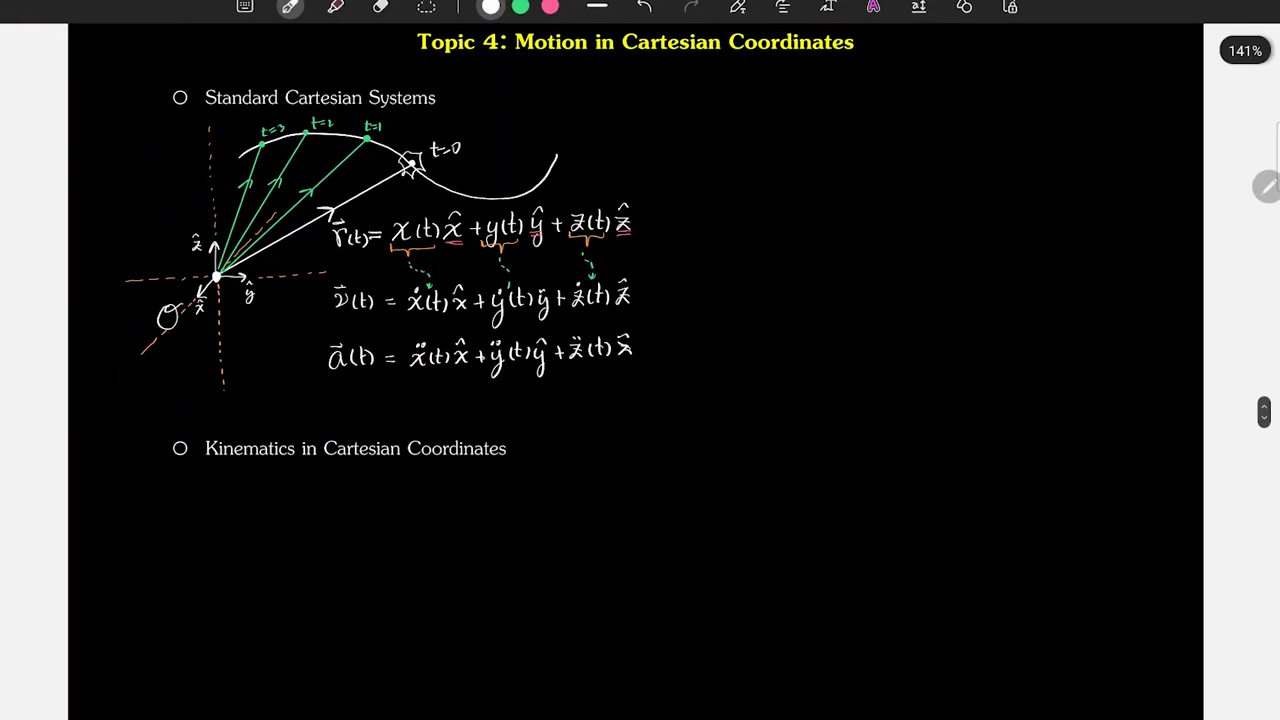 141%
Topic 4: Motion in Cartesian Coordinates
○ Standard Cartesian Systems
t=3 t=2 t=1 t=0
r⃗(t) = x(t) x̂ + y(t) ŷ + z(t) ẑ
ẑ
ŷ
x̂
O
v⃗(t) = ẋ(t) x̂ + ẏ(t) ŷ + ż(t) ẑ
a⃗(t) = ẍ(t) x̂ + ÿ(t) ŷ + z̈(t) ẑ
○ Kinematics in Cartesian Coordinates